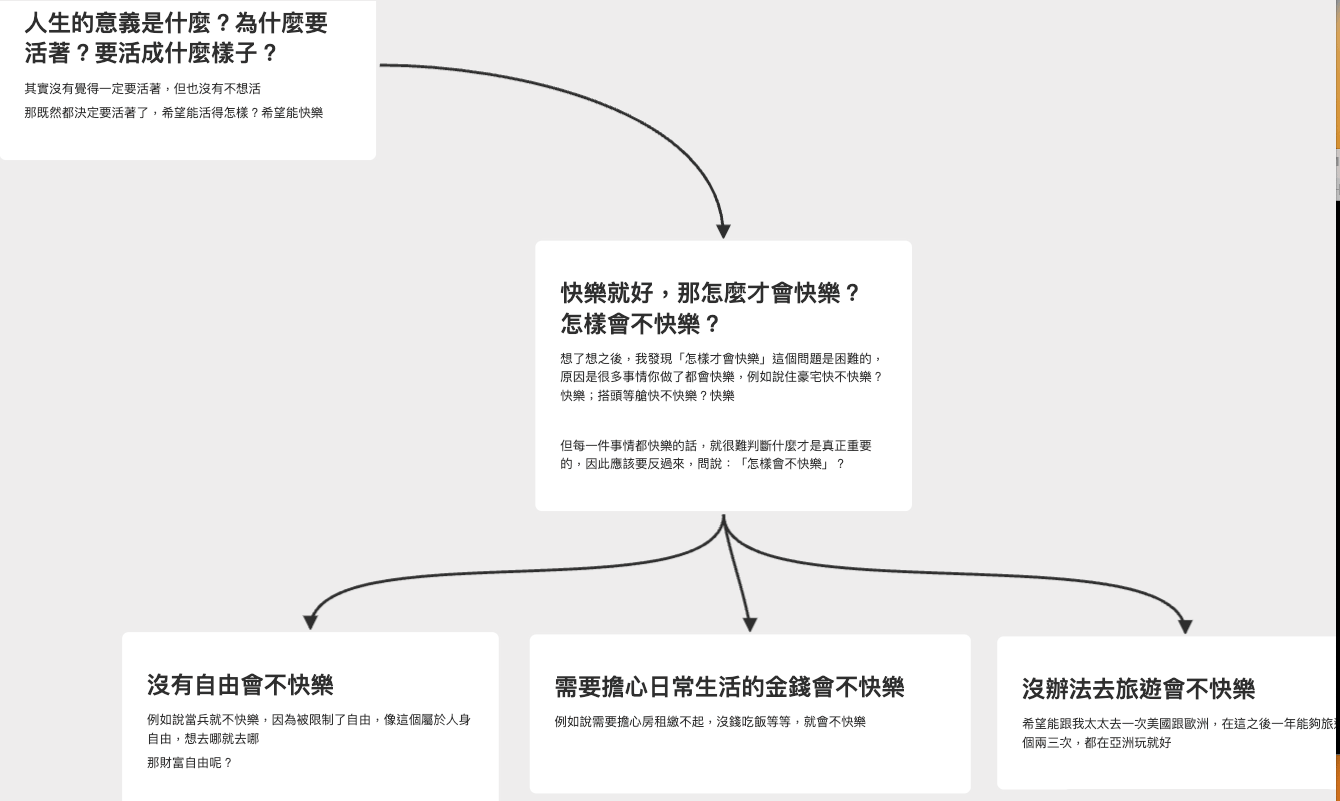 人生的意義是什麼？為什麼要
活著？要活成什麼樣子？
其實沒有覺得一定要活著，但也沒有不想活
那既然都決定要活著了，希望能活得怎樣？希望能快樂
快樂就好，那怎麼才會快樂？
怎樣會不快樂？
想了想之後，我發現「怎樣才會快樂」這個問題是困難的，
原因是很多事情你做了都會快樂，例如說住豪宅快不快樂？
快樂；搭頭等艙快不快樂？快樂
但每一件事情都快樂的話，就很難判斷什麼才是真正重要
的，因此應該要反過來，問說：「怎樣會不快樂」？
沒有自由會不快樂
例如說當兵就不快樂，因為被限制了自由，像這個屬於人身
自由，想去哪就去哪
那財富自由呢？
需要擔心日常生活的金錢會不快樂
例如說需要擔心房租繳不起，沒錢吃飯等等，就會不快樂
沒辦法去旅遊會不快樂
希望能跟我太太去一次美國跟歐洲，在這之後一年能夠旅
個兩三次，都在亞洲玩就好